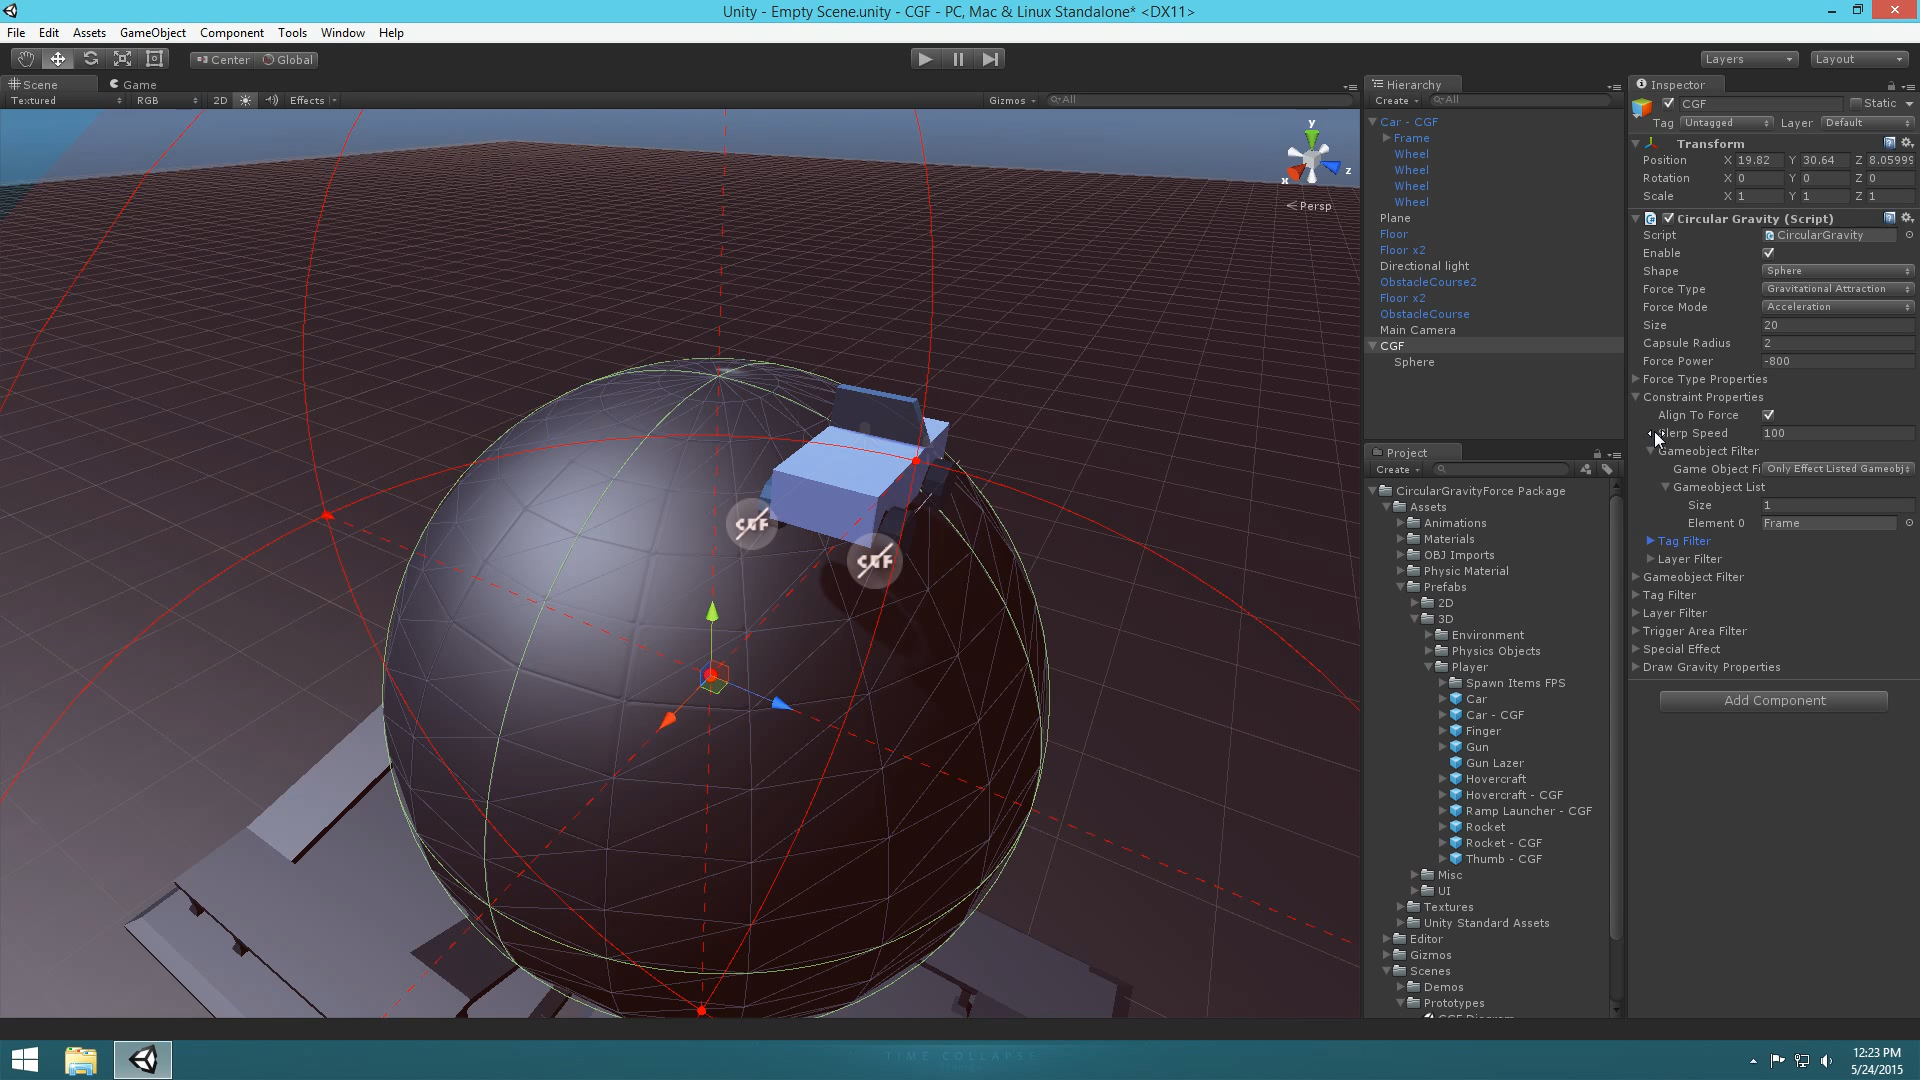 Unity - Empty Scene.unity - CGF - PC, Mac & Linux Standalone* <DX11>
File Edit Assets GameObject Component Tools Window Help
Center Global
Layers Layout
Scene Game
Textured RGB 2D Effects Gizmos All
y
z
x
Persp
CGF
CGF
Hierarchy
Create All
Car - CGF
Frame
Wheel
Wheel
Wheel
Wheel
Plane
Floor
Floor x2
Directional light
ObstacleCourse2
Floor x2
ObstacleCourse
Main Camera
CGF
Sphere
Project
Create
CircularGravityForce Package
Assets
Animations
Materials
OBJ Imports
Physic Material
Prefabs
2D
3D
Environment
Physics Objects
Player
Spawn Items FPS
Car
Car - CGF
Finger
Gun
Gun Lazer
Hovercraft
Hovercraft - CGF
Ramp Launcher - CGF
Rocket
Rocket - CGF
Thumb - CGF
Misc
UI
Textures
Unity Standard Assets
Editor
Gizmos
Scenes
Demos
Prototypes
Inspector
CGF Static
Tag Untagged Layer Default
Transform
Position X 19.82 Y 30.64 Z 8.05999
Rotation X 0 Y 0 Z 0
Scale X 1 Y 1 Z 1
Circular Gravity (Script)
Script CircularGravity
Enable
Shape Sphere
Force Type Gravitational Attraction
Force Mode Acceleration
Size 20
Capsule Radius 2
Force Power -800
Force Type Properties
Constraint Properties
Align To Force
Slerp Speed 100
Gameobject Filter
Game Object Fi Only Effect Listed Gameobj
Gameobject List
Size 1
Element 0 Frame
Tag Filter
Layer Filter
Gameobject Filter
Tag Filter
Layer Filter
Trigger Area Filter
Special Effect
Draw Gravity Properties
Add Component
TIME COLLAPSE
12:23 PM
5/24/2015